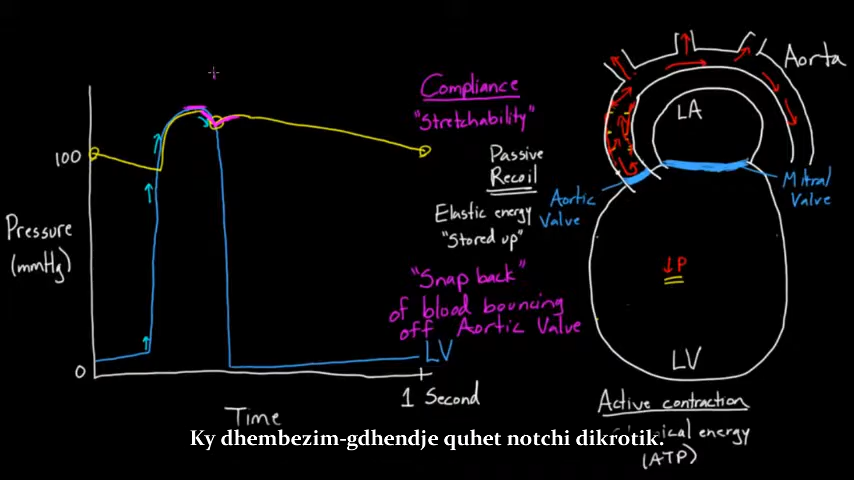 100
Pressure
(mmHg)
0
Time
1 Second
LV
Compliance
"Stretchability"
Passive
Recoil
Elastic energy
"Stored up"
"Snap back"
of blood bouncing
off Aortic Valve
Aorta
LA
Aortic
Valve
Mitral
Valve
↓P
LV
Active contraction
energy
(ATP)
Ky dhembezim-gdhendje quhet notchi dikrotik.